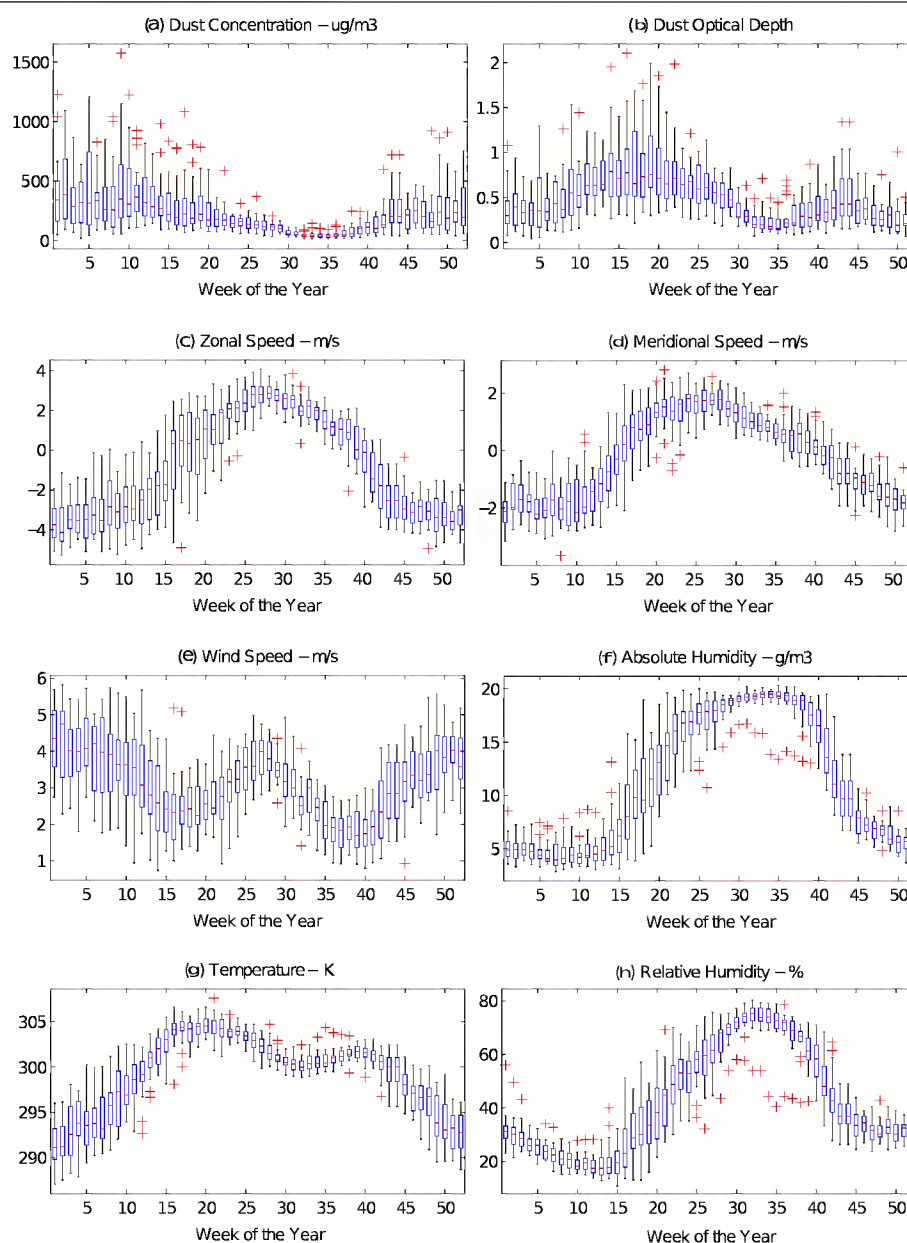 (a) Dust Concentration − ug/m3
(b) Dust Optical Depth
1500
1000
500
0
5 10 15 20 25 30 35 40 45 50
Week of the Year
2
1.5
1
0.5
0
5 10 15 20 25 30 35 40 45 50
Week of the Year
(c) Zonal Speed − m/s
(d) Meridional Speed − m/s
4
2
0
−2
−4
5 10 15 20 25 30 35 40 45 50
Week of the Year
2
0
−2
5 10 15 20 25 30 35 40 45 50
Week of the Year
(e) Wind Speed − m/s
(f) Absolute Humidity − g/m3
6
5
4
3
2
1
5 10 15 20 25 30 35 40 45 50
Week of the Year
20
15
10
5
5 10 15 20 25 30 35 40 45 50
Week of the Year
(g) Temperature − K
(h) Relative Humidity − %
305
300
295
290
5 10 15 20 25 30 35 40 45 50
Week of the Year
80
60
40
20
5 10 15 20 25 30 35 40 45 50
Week of the Year